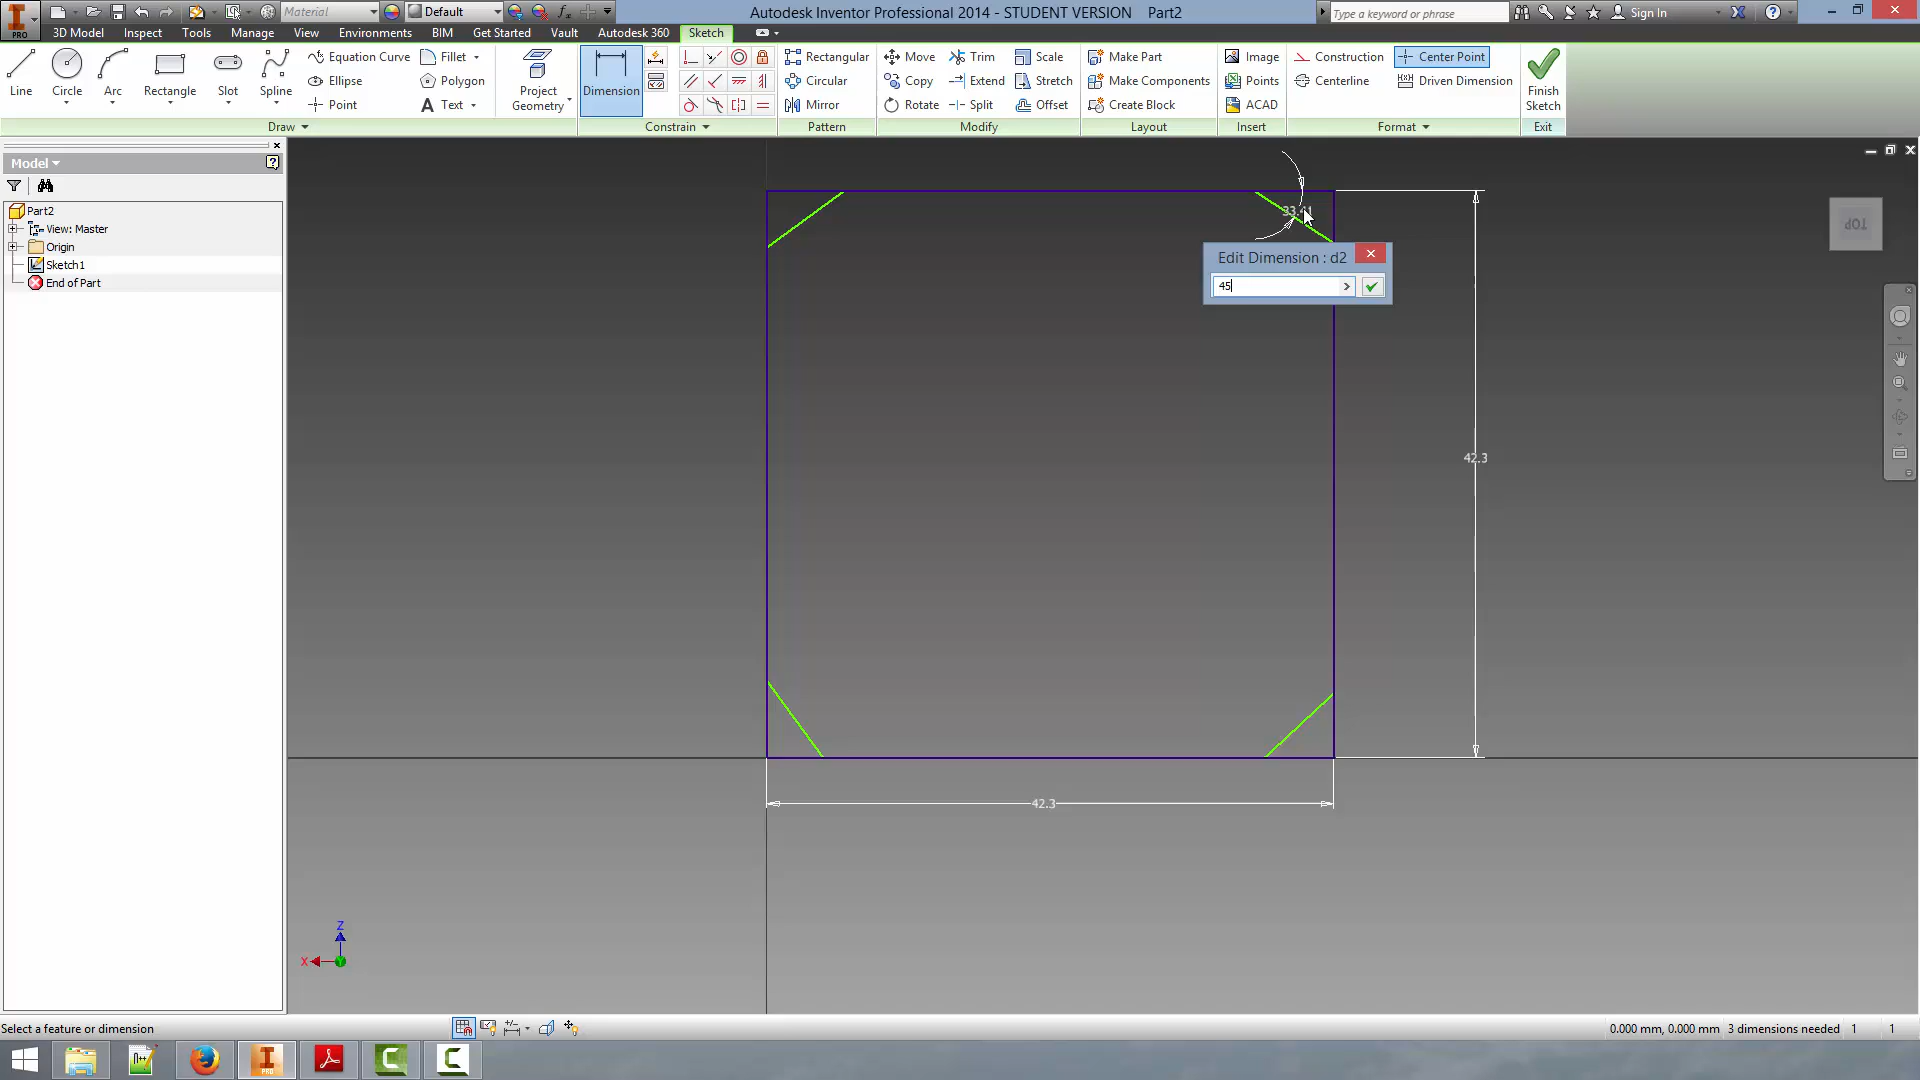 Material
Default
Autodesk Inventor Professional 2014 - STUDENT VERSION Part2
Type a keyword or phrase
Sign In
PRO
3D Model Inspect Tools Manage View Environments BIM Get Started Vault Autodesk 360 Sketch
Line
Circle
Arc
Rectangle
Slot
Spline
Equation Curve
Ellipse
Point
Fillet
Polygon
Text
Project
Geometry
Dimension
Rectangular
Circular
Mirror
Move
Copy
Rotate
Trim
Extend
Split
Scale
Stretch
Offset
Make Part
Make Components
Create Block
Image
Points
ACAD
Construction
Centerline
Center Point
Driven Dimension
Finish
Sketch
Draw
Constrain
Pattern
Modify
Layout
Insert
Format
Exit
Model
Part2
View: Master
Origin
Sketch1
End of Part
TOP
33.41
Edit Dimension : d2
45
42.3
42.3
Z
X
Y
Select a feature or dimension
0.000 mm, 0.000 mm 3 dimensions needed 1 1
PRO